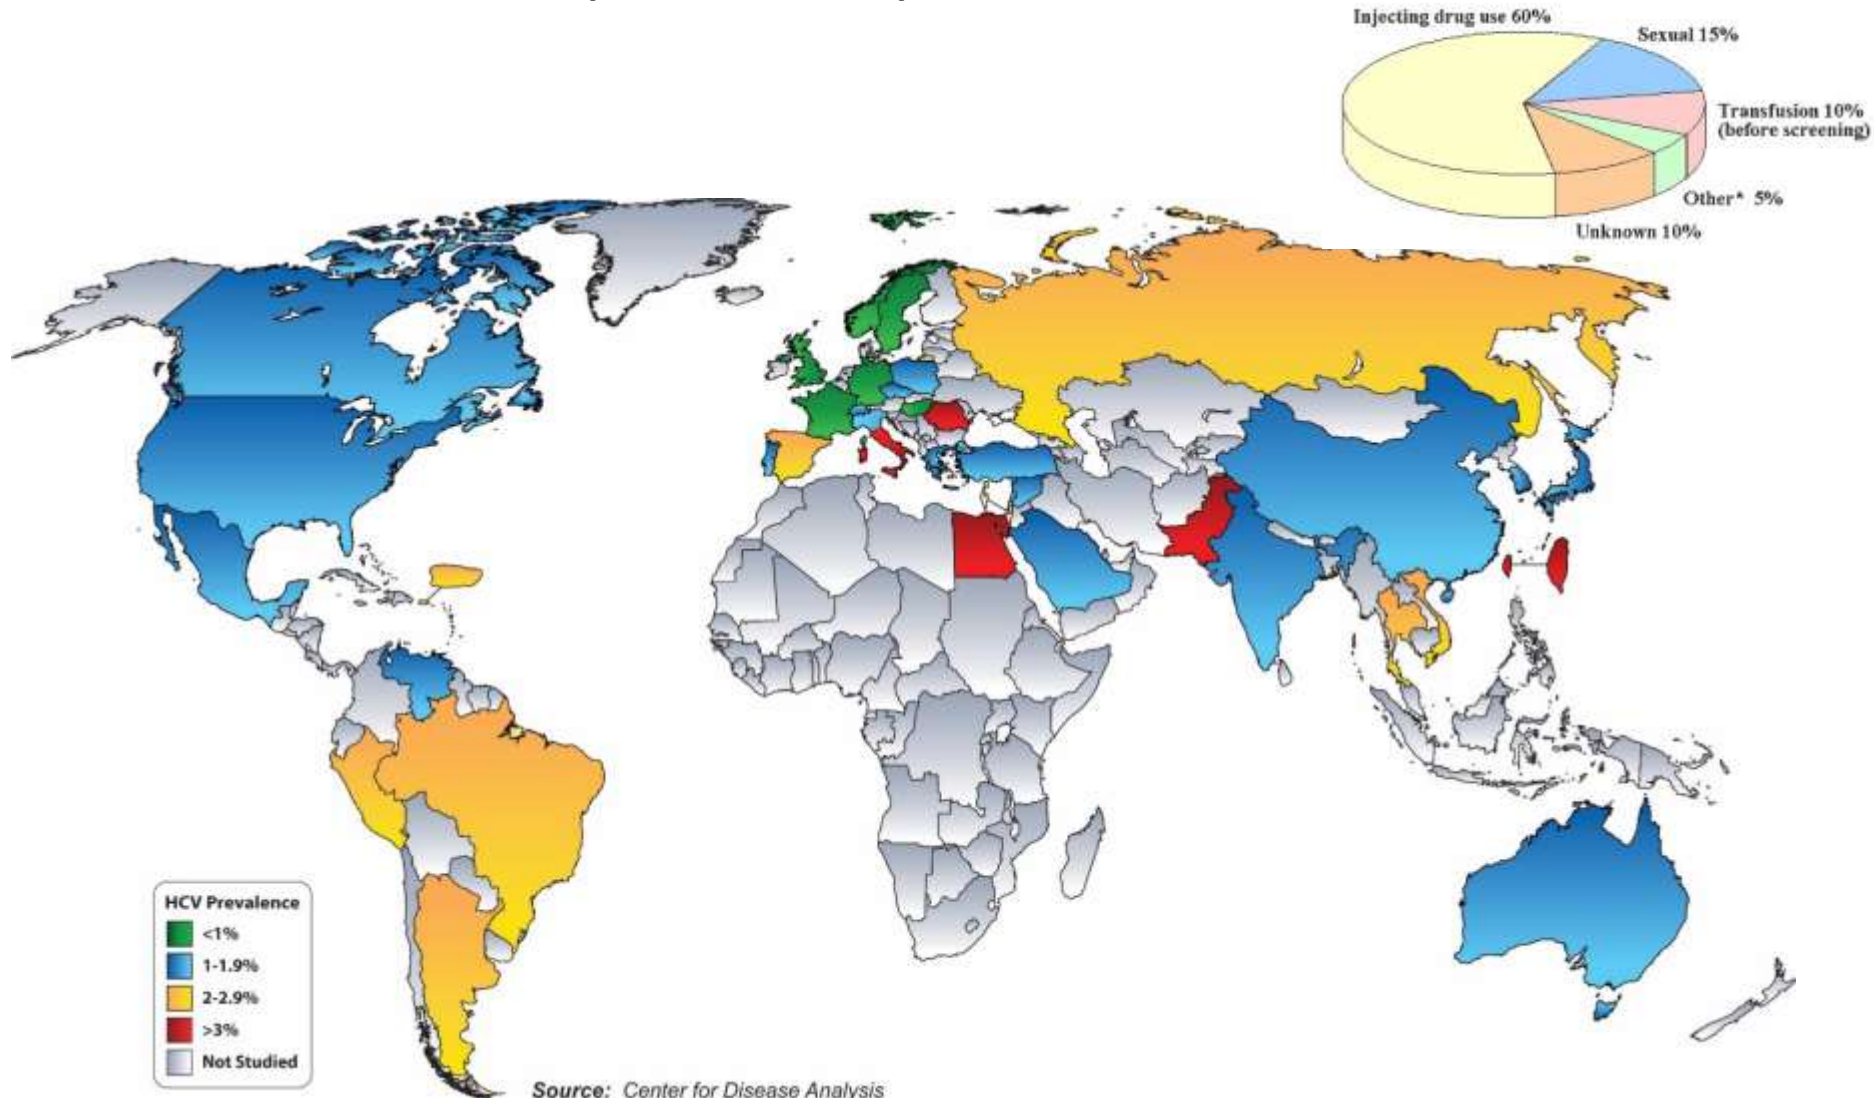 Injecting drug use 60%
Sexual 15%
Transfusion 10%
(before screening)
Other* 5%
Unknown 10%
HCV Prevalence
<1%
1-1.9%
2-2.9%
>3%
Not Studied
Source: Center for Disease Analysis